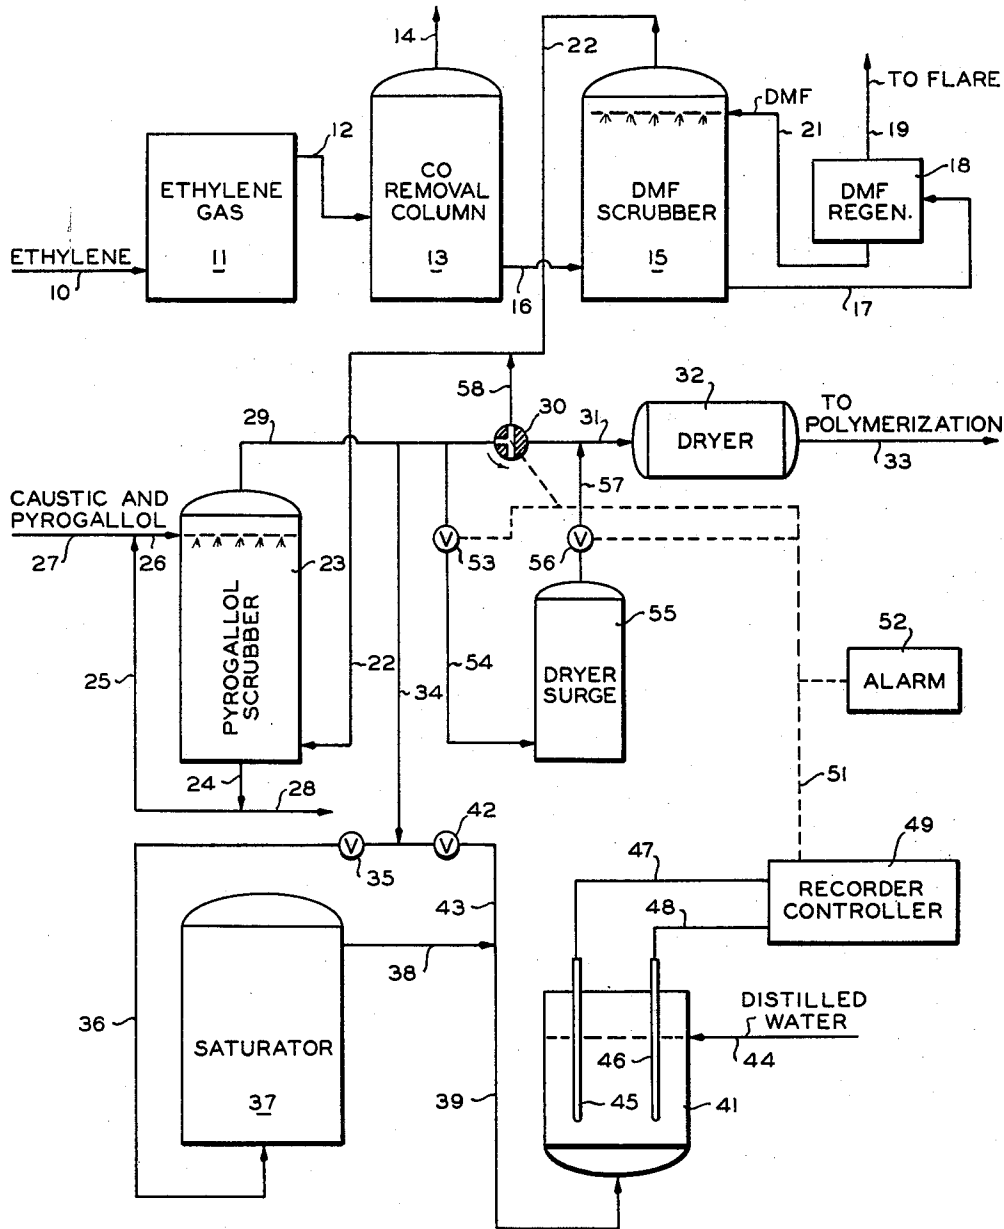 14
22
TO FLARE
DMF
12
21
19
18
ETHYLENE
GAS
CO
REMOVAL
COLUMN
DMF
SCRUBBER
DMF
REGEN.
ETHYLENE
10
11
13
16
15
17
58
30
32
TO
POLYMERIZATION
29
31
DRYER
33
57
CAUSTIC AND
PYROGALLOL
27
26
23
V
53
V
56
PYROGALLOL
SCRUBBER
55
52
25
22
34
54
DRYER
SURGE
ALARM
24
28
51
42
V
35
V
49
47
RECORDER
CONTROLLER
43
48
38
36
DISTILLED
WATER
SATURATOR
46
44
37
39
45
41